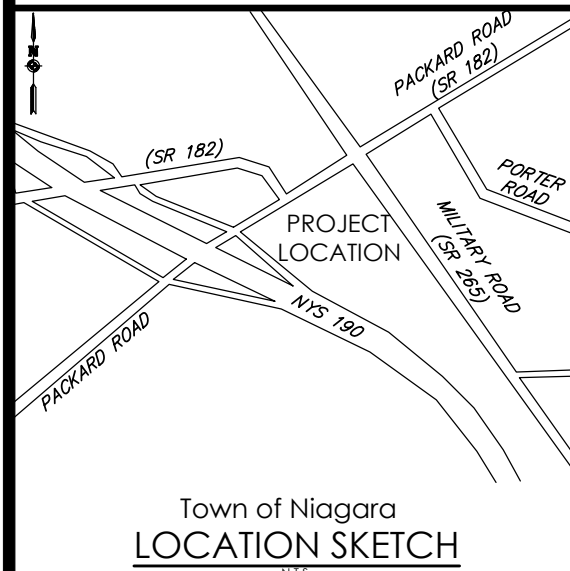 N
PACKARD ROAD
(SR 182)
(SR 182)
PORTER
ROAD
PROJECT
LOCATION
MILITARY ROAD
(SR 265)
NYS 190
PACKARD ROAD
Town of Niagara
LOCATION SKETCH
NTS